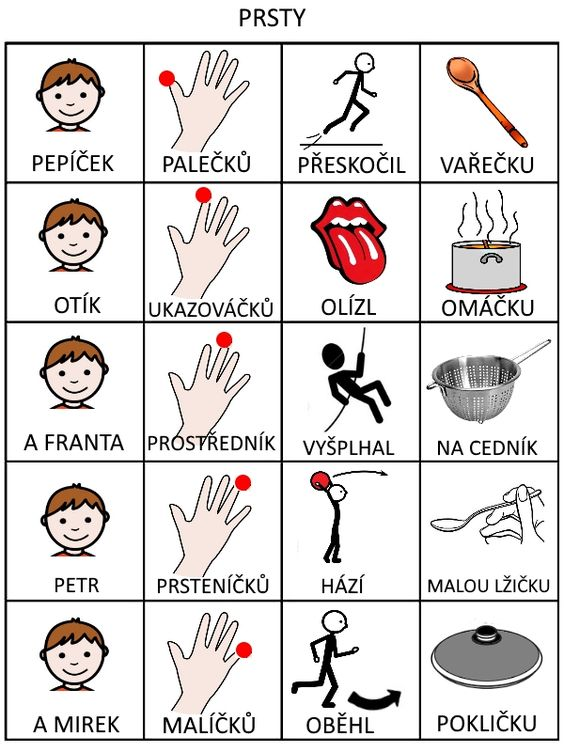 PRSTY
PEPÍČEK PALEČKŮ PŘESKOČIL VAŘEČKU
OTÍK UKAZOVÁČKŮ OLÍZL OMÁČKU
A FRANTA PROSTŘEDNÍK VYŠPLHAL NA CEDNÍK
PETR PRSTENÍČKŮ HÁZÍ MALOU LŽIČKU
A MIREK MALÍČKŮ OBĚHL POKLIČKU